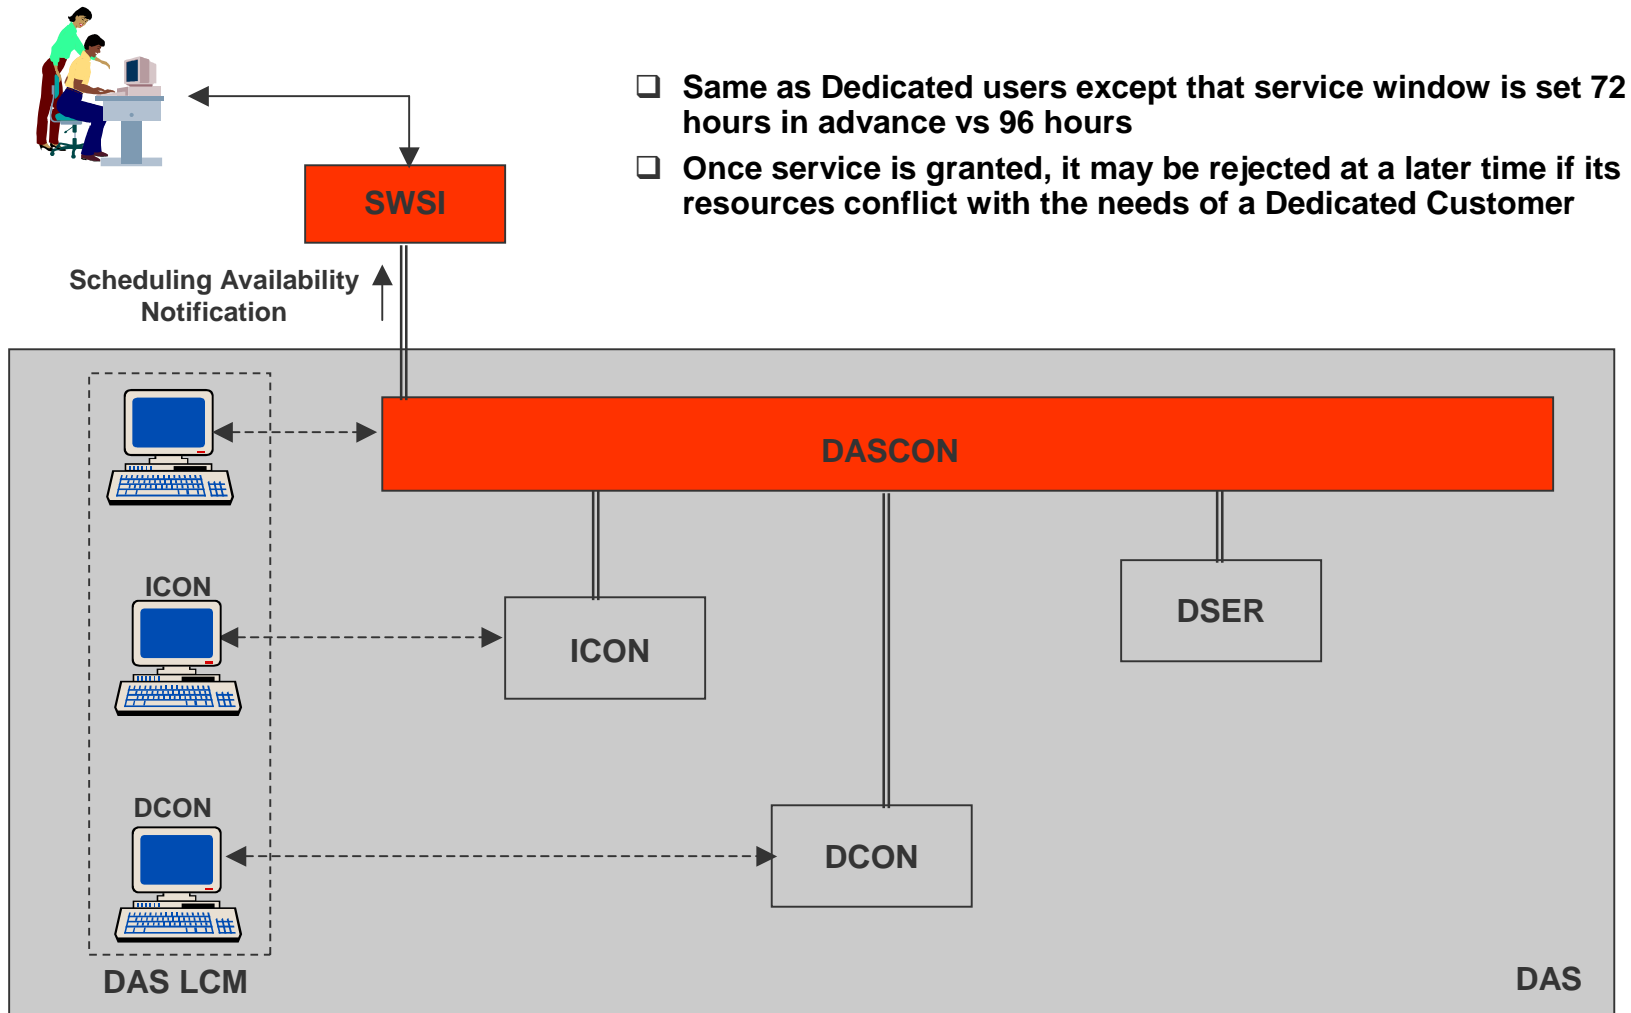 ❑ Same as Dedicated users except that service window is set 72
hours in advance vs 96 hours
❑ Once service is granted, it may be rejected at a later time if its
resources conflict with the needs of a Dedicated Customer
SWSI
Scheduling Availability
Notification
DASCON
ICON
ICON
DSER
DCON
DCON
DAS LCM
DAS